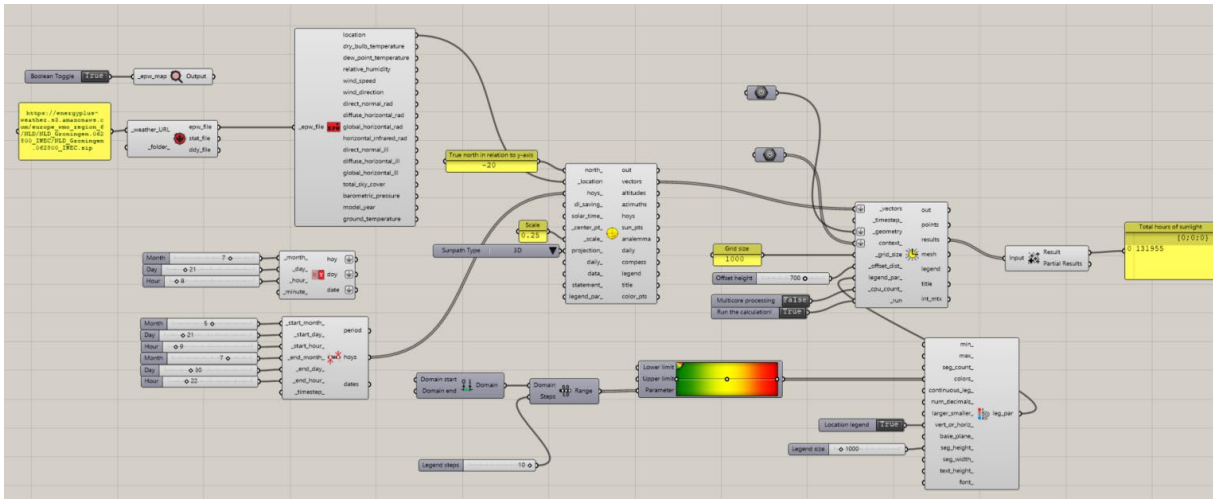 Boolean Toggle True
_epw_map Output
https://energyplus-
weather.s3.amazonaws.co
m/europe_wmo_region_6
/NLD/NLD_Groningen.062
800_IWEC/NLD_Groningen
.062800_IWEC.zip
_weather_URL
_folder_
epw_file
stat_file
ddy_file
_epw_file
location
dry_bulb_temperature
dew_point_temperature
relative_humidity
wind_speed
wind_direction
direct_normal_rad
diffuse_horizontal_rad
global_horizontal_rad
horizontal_infrared_rad
direct_normal_ill
diffuse_horizontal_ill
global_horizontal_ill
total_sky_cover
barometric_pressure
model_year
ground_temperature
True north in relation to y-axis
-20
Scale
0.25
Sunpath Type 3D
north_
_location
hoys_
dl_saving_
solar_time_
_center_pt_
_scale_
projection_
daily_
data_
statement_
legend_par_
out
vectors
altitudes
azimuths
hoys
sun_pts
analemma
daily
compass
legend
title
color_pts
Month 7
Day 21
Hour 8
_month_
_day_
_hour_
_minute_
hoy
doy
date
Month 5
Day 21
Hour 9
Month 7
Day 30
Hour 22
_start_month_
_start_day_
_start_hour_
_end_month_
_end_day_
_end_hour_
_timestep_
period
hoys
dates
Grid size
1000
Offset height 700
Multicore processing False
Run the calculation! True
_vectors
_timestep_
_geometry
context_
_grid_size
_offset_dist_
legend_par_
_cpu_count_
_run
out
points
results
mesh
legend
title
int_mtx
Input
Result
Partial Results
Total hours of sunlight
{0;0;0}
0 131955
Domain start
Domain end
Domain
Domain
Steps
Range
Legend steps 10
Lower limit
Upper limit
Parameter
Location legend True
Legend size 1000
min_
max_
seg_count_
colors_
continuous_leg_
num_decimals_
larger_smaller_
vert_or_horiz_
base_plane_
seg_height_
seg_width_
text_height_
font_
leg_par